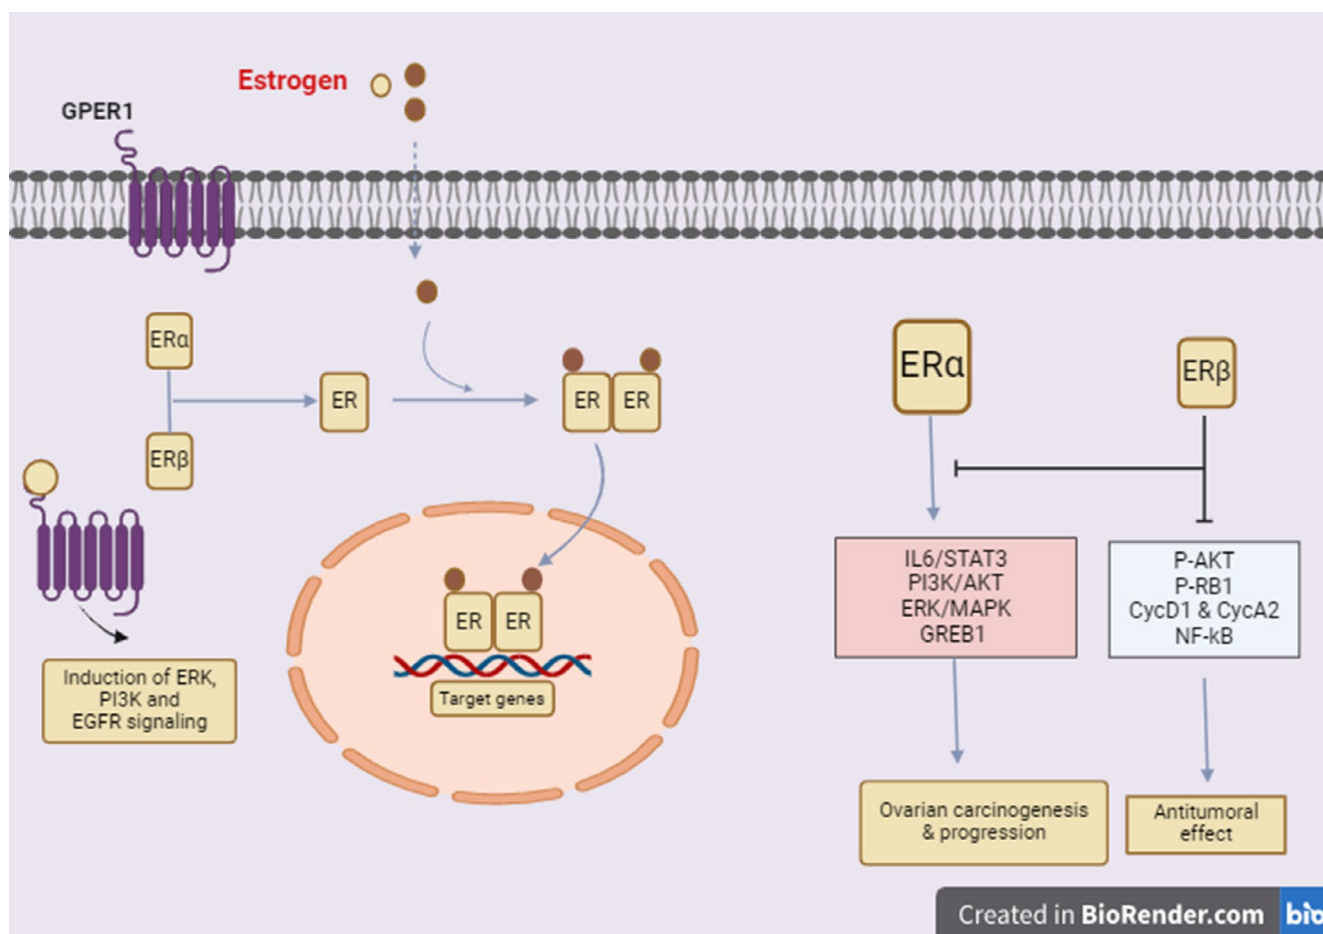 Estrogen
GPER1
ERα
ERβ
ER
ER ER
ER ER
Target genes
Induction of ERK,
PI3K and
EGFR signaling
ERα
ERβ
IL6/STAT3
PI3K/AKT
ERK/MAPK
GREB1
P-AKT
P-RB1
CycD1 & CycA2
NF-kB
Ovarian carcinogenesis
& progression
Antitumoral
effect
Created in BioRender.com bio